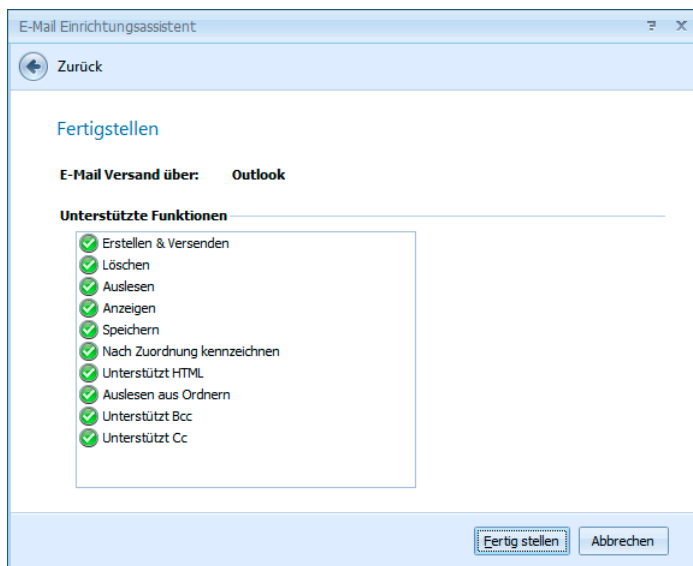 E-Mail Einrichtungsassistent
Zurück
Fertigstellen
E-Mail Versand über: Outlook
Unterstützte Funktionen
Erstellen & Versenden
Löschen
Auslesen
Anzeigen
Speichern
Nach Zuordnung kennzeichnen
Unterstützt HTML
Auslesen aus Ordnern
Unterstützt Bcc
Unterstützt Cc
Fertig stellen Abbrechen